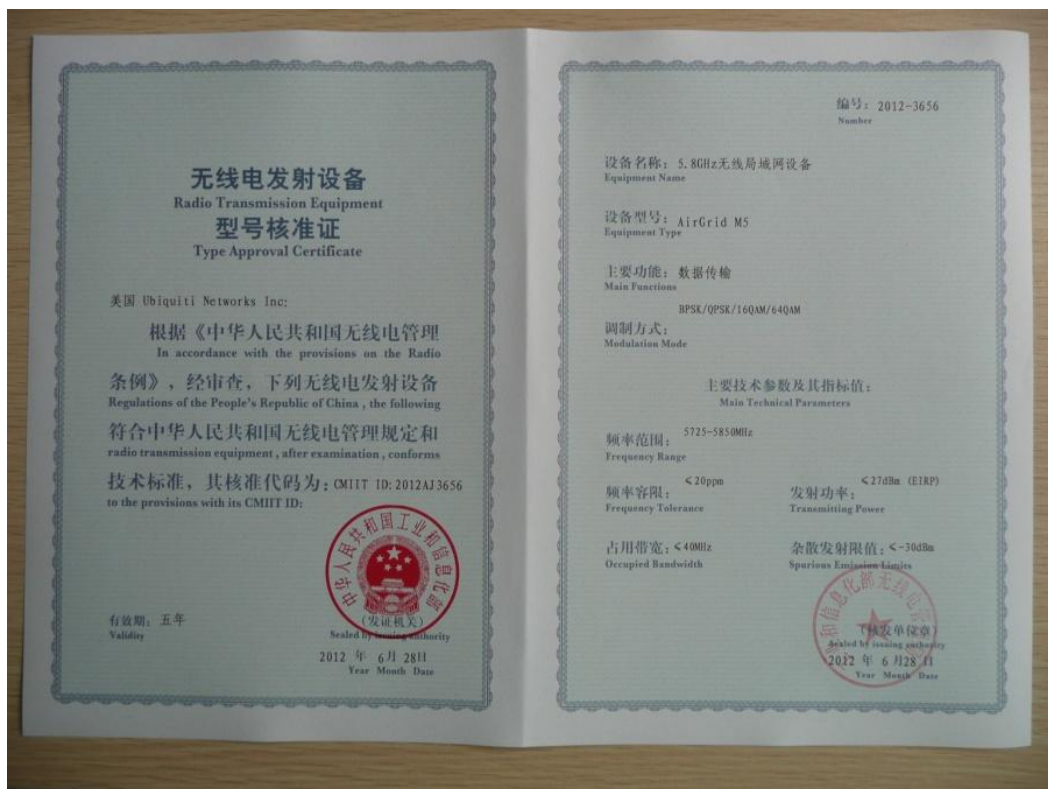 无线电发射设备
Radio Transmission Equipment
型号核准证
Type Approval Certificate
美国 Ubiquiti Networks Inc:
根据《中华人民共和国无线电管理
In accordance with the provisions on the Radio
条例》，经审查，下列无线电发射设备
Regulations of the People's Republic of China , the following
符合中华人民共和国无线电管理规定和
radio transmission equipment , after examination , conforms
技术标准，其核准代码为：CMIIT ID:2012AJ3656
to the provisions with its CMIIT ID:
中华人民共和国工业和信息化部
有效期：五年
Validity
(发证机关)
Sealed by issuing authority
2012 年 6月 28日
Year Month Date
编号：2012-3656
Number
设备名称：5.8GHz无线局域网设备
Equipment Name
设备型号：AirGrid M5
Equipment Type
主要功能：数据传输
Main Functions
BPSK/QPSK/16QAM/64QAM
调制方式：
Modulation Mode
主要技术参数及其指标值：
Main Technical Parameters
频率范围：5725-5850MHz
Frequency Range
频率容限：≤20ppm
Frequency Tolerance
发射功率：≤27dBm (EIRP)
Transmitting Power
占用带宽：≤40MHz
Occupied Bandwidth
杂散发射限值：≤-30dBm
Spurious Emission Limits
和信息化部无线电管
(核发单位章)
Sealed by issuing authority
2012 年 6月28日
Year Month Date